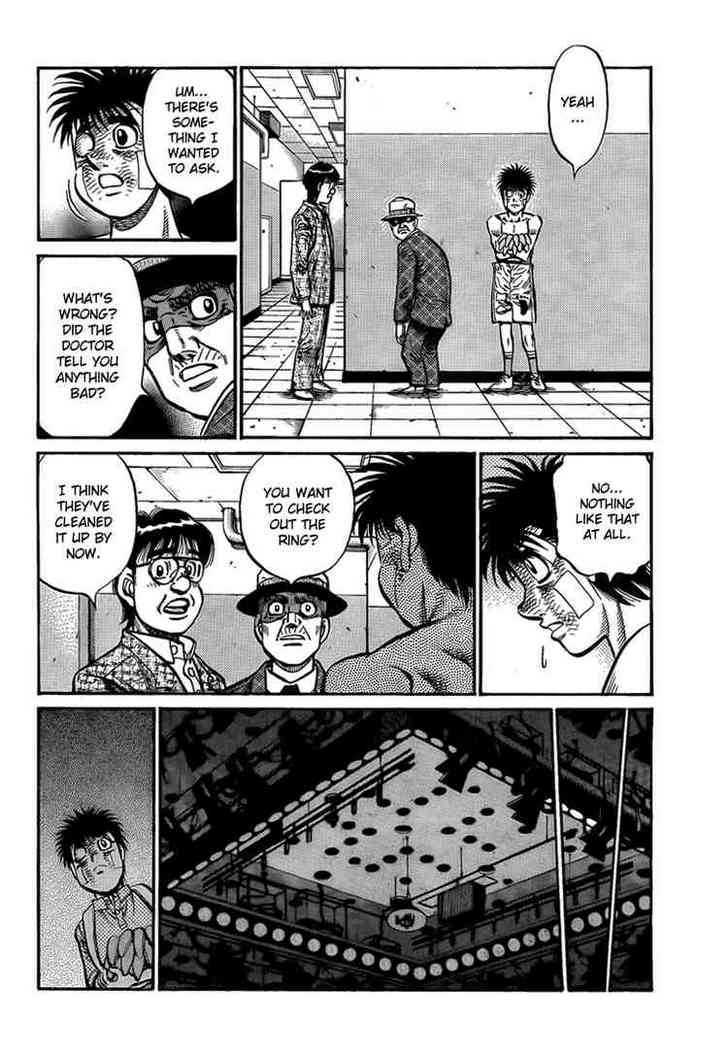 YEAH
...
UM...
THERE'S
SOME-
THING I
WANTED
TO ASK.
WHAT'S
WRONG?
DID THE
DOCTOR
TELL YOU
ANYTHING
BAD?
NO...
NOTHING
LIKE THAT
AT ALL.
YOU WANT
TO CHECK
OUT THE
RING?
I THINK
THEY'VE
CLEANED
IT UP BY
NOW.